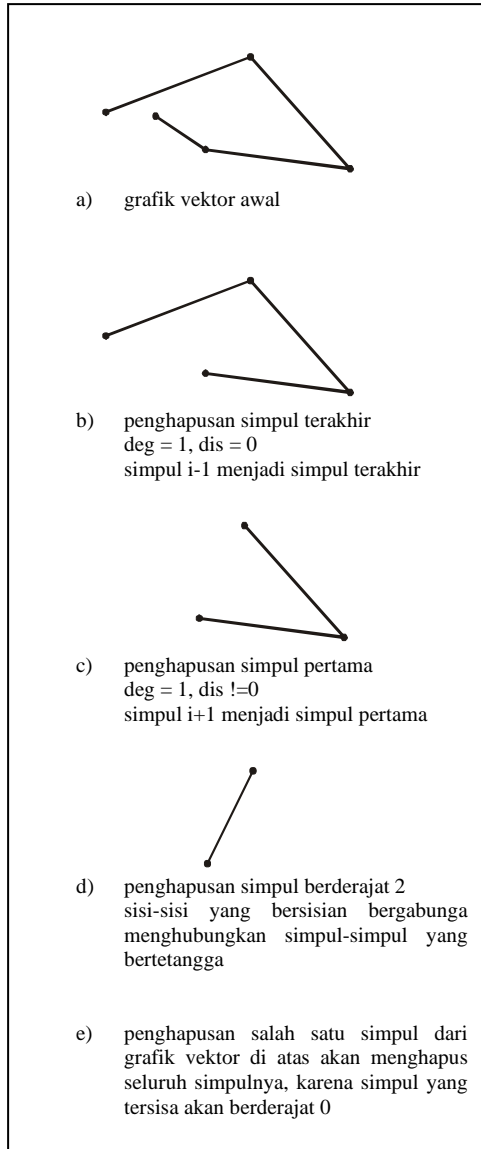 a) grafik vektor awal
b) penghapusan simpul terakhir
deg = 1, dis = 0
simpul i-1 menjadi simpul terakhir
c) penghapusan simpul pertama
deg = 1, dis !=0
simpul i+1 menjadi simpul pertama
d) penghapusan simpul berderajat 2
sisi-sisi yang bersisian bergabunga
menghubungkan simpul-simpul yang
bertetangga
e) penghapusan salah satu simpul dari
grafik vektor di atas akan menghapus
seluruh simpulnya, karena simpul yang
tersisa akan berderajat 0